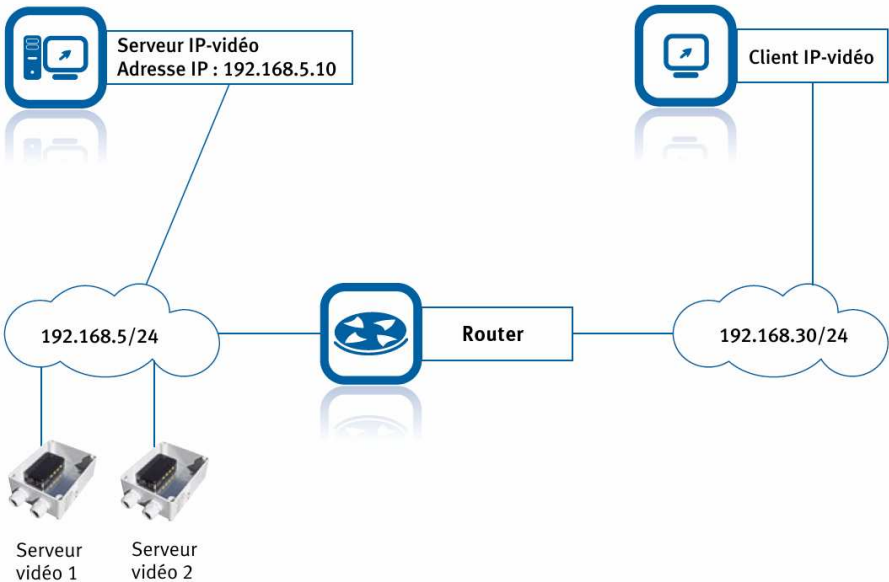 Serveur IP-vidéo
Adresse IP : 192.168.5.10
Client IP-vidéo
192.168.5/24
Router
192.168.30/24
Serveur
vidéo 1
Serveur
vidéo 2